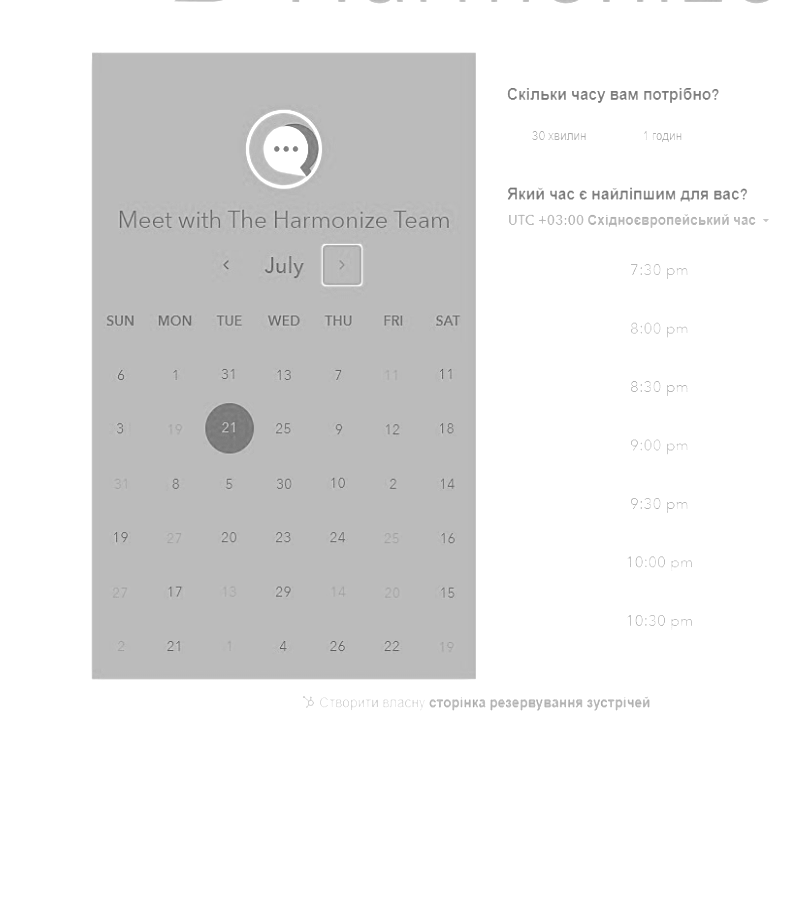 Meet with The Harmonize Team
July
SUN MON TUE WED THU FRI SAT
6 1 31 13 7 11 11
3 19 21 25 9 12 18
31 8 5 30 10 2 14
19 27 20 23 24 25 16
27 17 13 29 14 20 15
2 21 1 4 26 22 19
Скільки часу вам потрібно?
30 хвилин 1 годин
Який час є найліпшим для вас?
UTC +03:00 Східноєвропейський час
7:30 pm
8:00 pm
8:30 pm
9:00 pm
9:30 pm
10:00 pm
10:30 pm
Створити власну сторінка резервування зустрічей